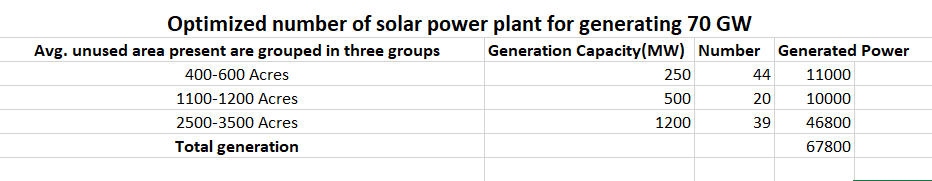 Optimized number of solar power plant for generating 70 GW
Avg. unused area present are grouped in three groups Generation Capacity(MW) Number Generated Power
400-600 Acres 250 44 11000
1100-1200 Acres 500 20 10000
2500-3500 Acres 1200 39 46800
Total generation 67800